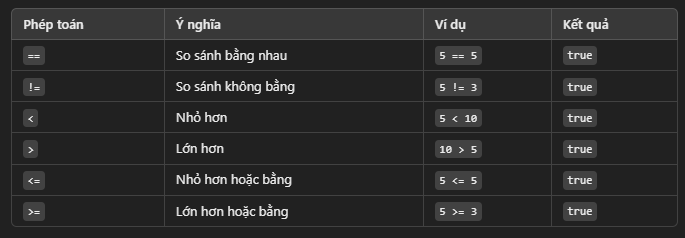 Phép toán Ý nghĩa Ví dụ Kết quả
== So sánh bằng nhau 5 == 5 true
!= So sánh không bằng 5 != 3 true
< Nhỏ hơn 5 < 10 true
> Lớn hơn 10 > 5 true
<= Nhỏ hơn hoặc bằng 5 <= 5 true
>= Lớn hơn hoặc bằng 5 >= 3 true